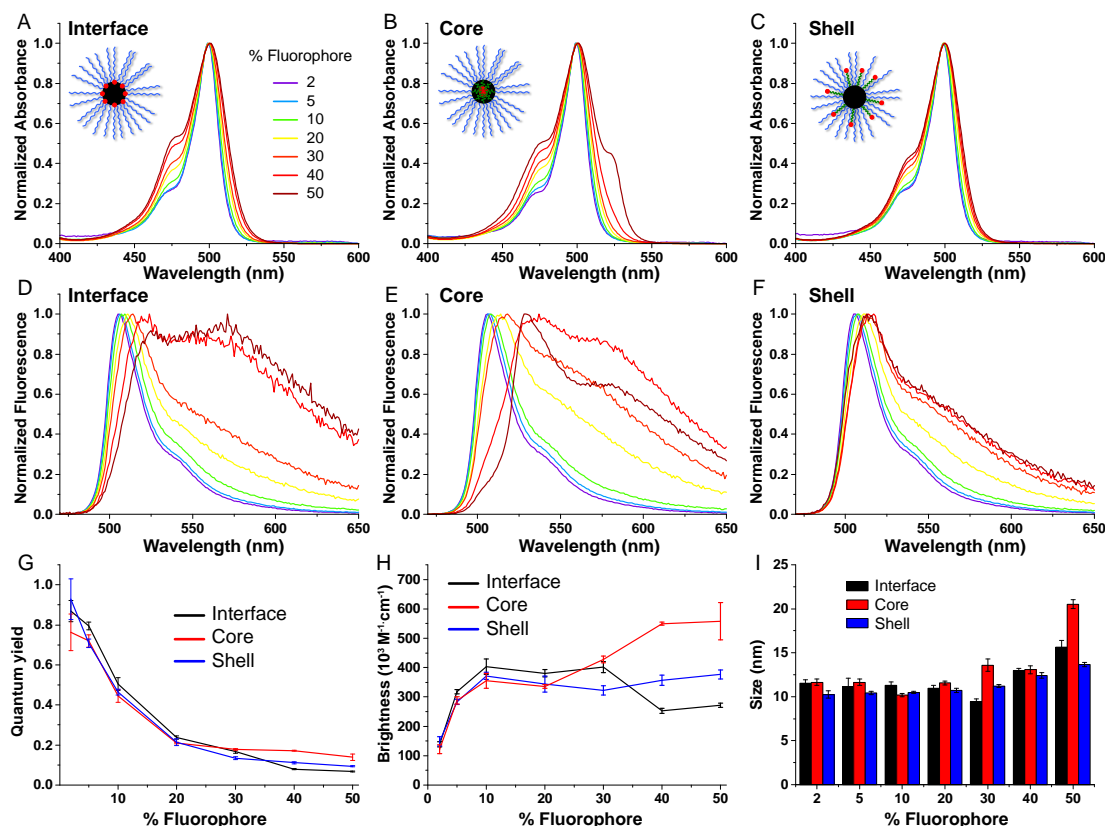 A Interface
% Fluorophore
2
5
10
20
30
40
50
Normalized Absorbance
1.0
0.8
0.6
0.4
0.2
0.0
400 450 500 550 600
Wavelength (nm)
B Core
Normalized Absorbance
1.0
0.8
0.6
0.4
0.2
0.0
400 450 500 550 600
Wavelength (nm)
C Shell
Normalized Absorbance
1.0
0.8
0.6
0.4
0.2
0.0
400 450 500 550 600
Wavelength (nm)
D Interface
Normalized Fluorescence
1.0
0.8
0.6
0.4
0.2
0.0
500 550 600 650
Wavelength (nm)
E Core
Normalized Fluorescence
1.0
0.8
0.6
0.4
0.2
0.0
500 550 600 650
Wavelength (nm)
F Shell
Normalized Fluorescence
1.0
0.8
0.6
0.4
0.2
0.0
500 550 600 650
Wavelength (nm)
G
Interface
Core
Shell
Quantum yield
1.0
0.8
0.6
0.4
0.2
0.0
10 20 30 40 50
% Fluorophore
H
Interface
Core
Shell
Brightness (10³ M⁻¹·cm⁻¹)
700
600
500
400
300
200
100
0
0 10 20 30 40 50
% Fluorophore
I
Interface
Core
Shell
Size (nm)
25
20
15
10
5
0
2 5 10 20 30 40 50
% Fluorophore